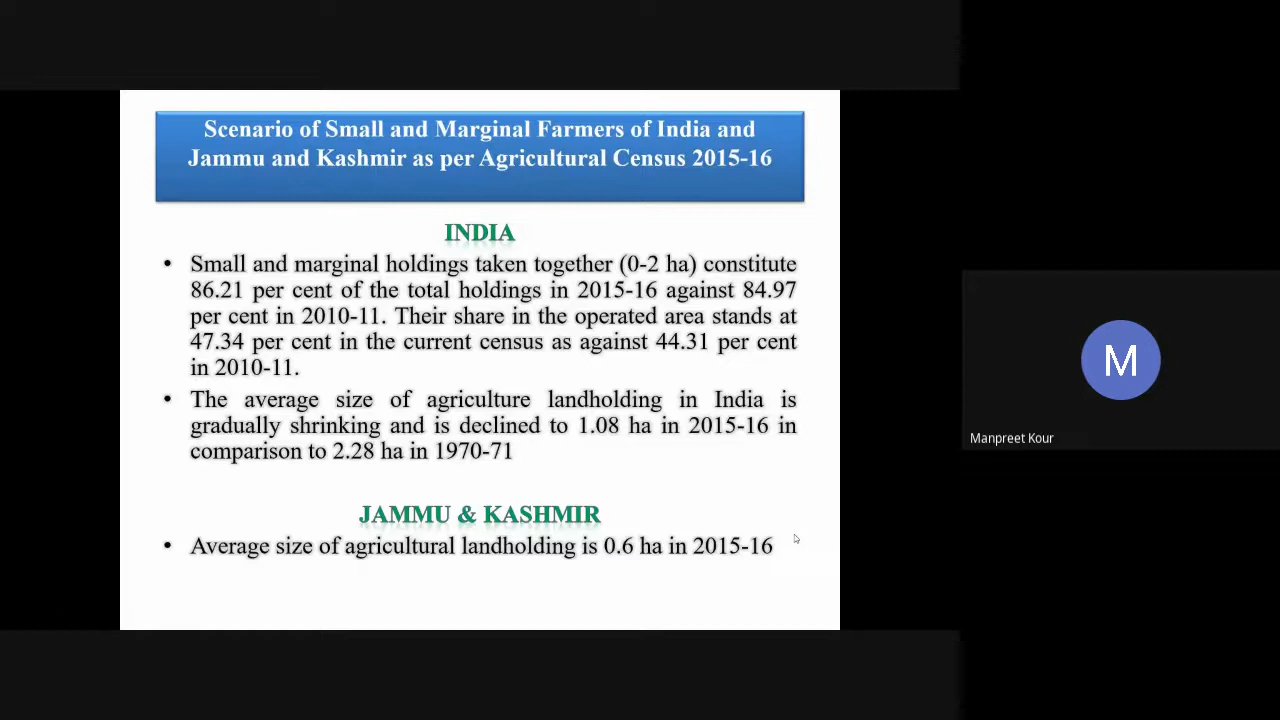 Scenario of Small and Marginal Farmers of India and
Jammu and Kashmir as per Agricultural Census 2015-16
INDIA
• Small and marginal holdings taken together (0-2 ha) constitute
86.21 per cent of the total holdings in 2015-16 against 84.97
per cent in 2010-11. Their share in the operated area stands at
47.34 per cent in the current census as against 44.31 per cent
in 2010-11.
• The average size of agriculture landholding in India is
gradually shrinking and is declined to 1.08 ha in 2015-16 in
comparison to 2.28 ha in 1970-71
JAMMU & KASHMIR
• Average size of agricultural landholding is 0.6 ha in 2015-16
M
Manpreet Kour